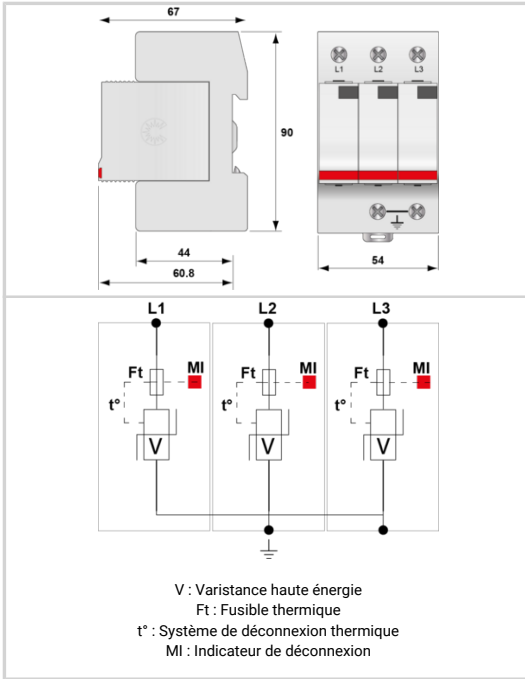 67
L1 L2 L3
90
44
60.8
54
L1 L2 L3
Ft MI Ft MI Ft MI
t° t° t°
V V V
V : Varistance haute énergie
Ft : Fusible thermique
t° : Système de déconnexion thermique
MI : Indicateur de déconnexion